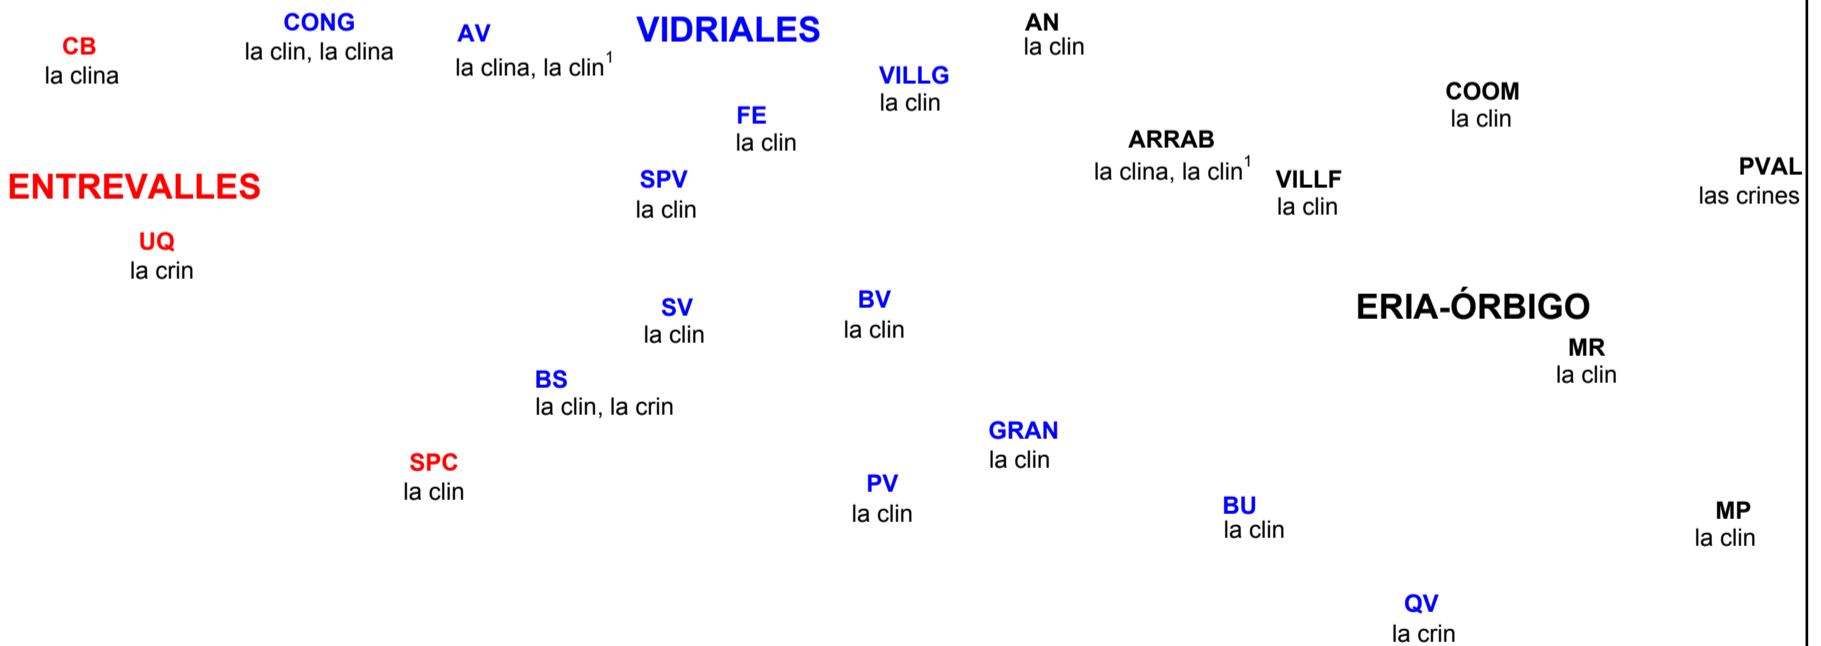 CONG
la clin, la clina
AV
la clina, la clin¹
VIDRIALES
AN
la clin
CB
la clina
VILLG
la clin
COOM
la clin
FE
la clin
ARRAB
la clina, la clin¹
PVAL
las crines
ENTREVALLES
SPV
la clin
VILLF
la clin
UQ
la crin
SV
la clin
BV
la clin
ERIA-ÓRBIGO
MR
la clin
BS
la clin, la crin
GRAN
la clin
SPC
la clin
PV
la clin
BU
la clin
MP
la clin
QV
la crin